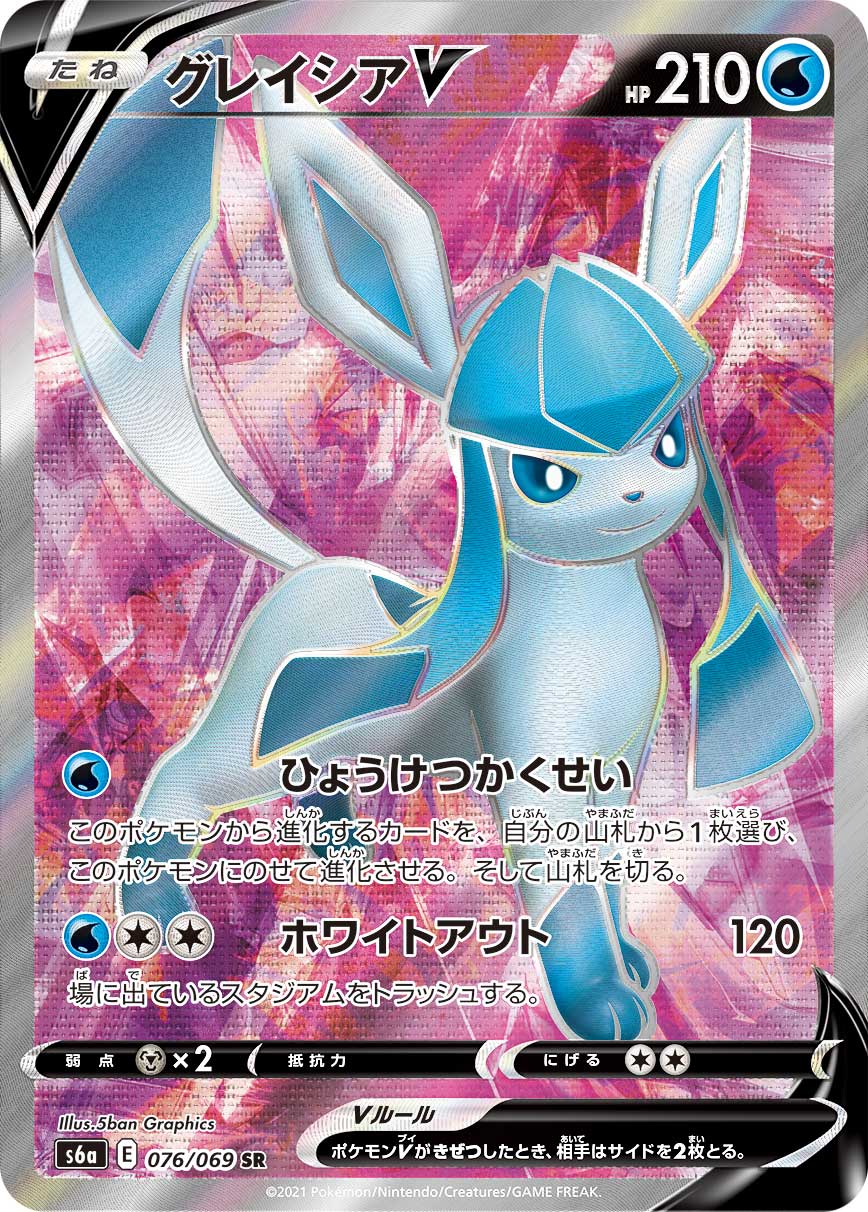 たね グレイシアV HP 210
ひょうけつかくせい
このポケモンから進化するカードを、自分の山札から1枚選び、
このポケモンにのせて進化させる。そして山札を切る。
ホワイトアウト 120
場に出ているスタジアムをトラッシュする。
弱点 ×2 抵抗力 にげる
Illus.5ban Graphics
Vルール
ポケモンVがきぜつしたとき、相手はサイドを2枚とる。
s6a E 076/069 SR
©2021 Pokémon/Nintendo/Creatures/GAME FREAK.